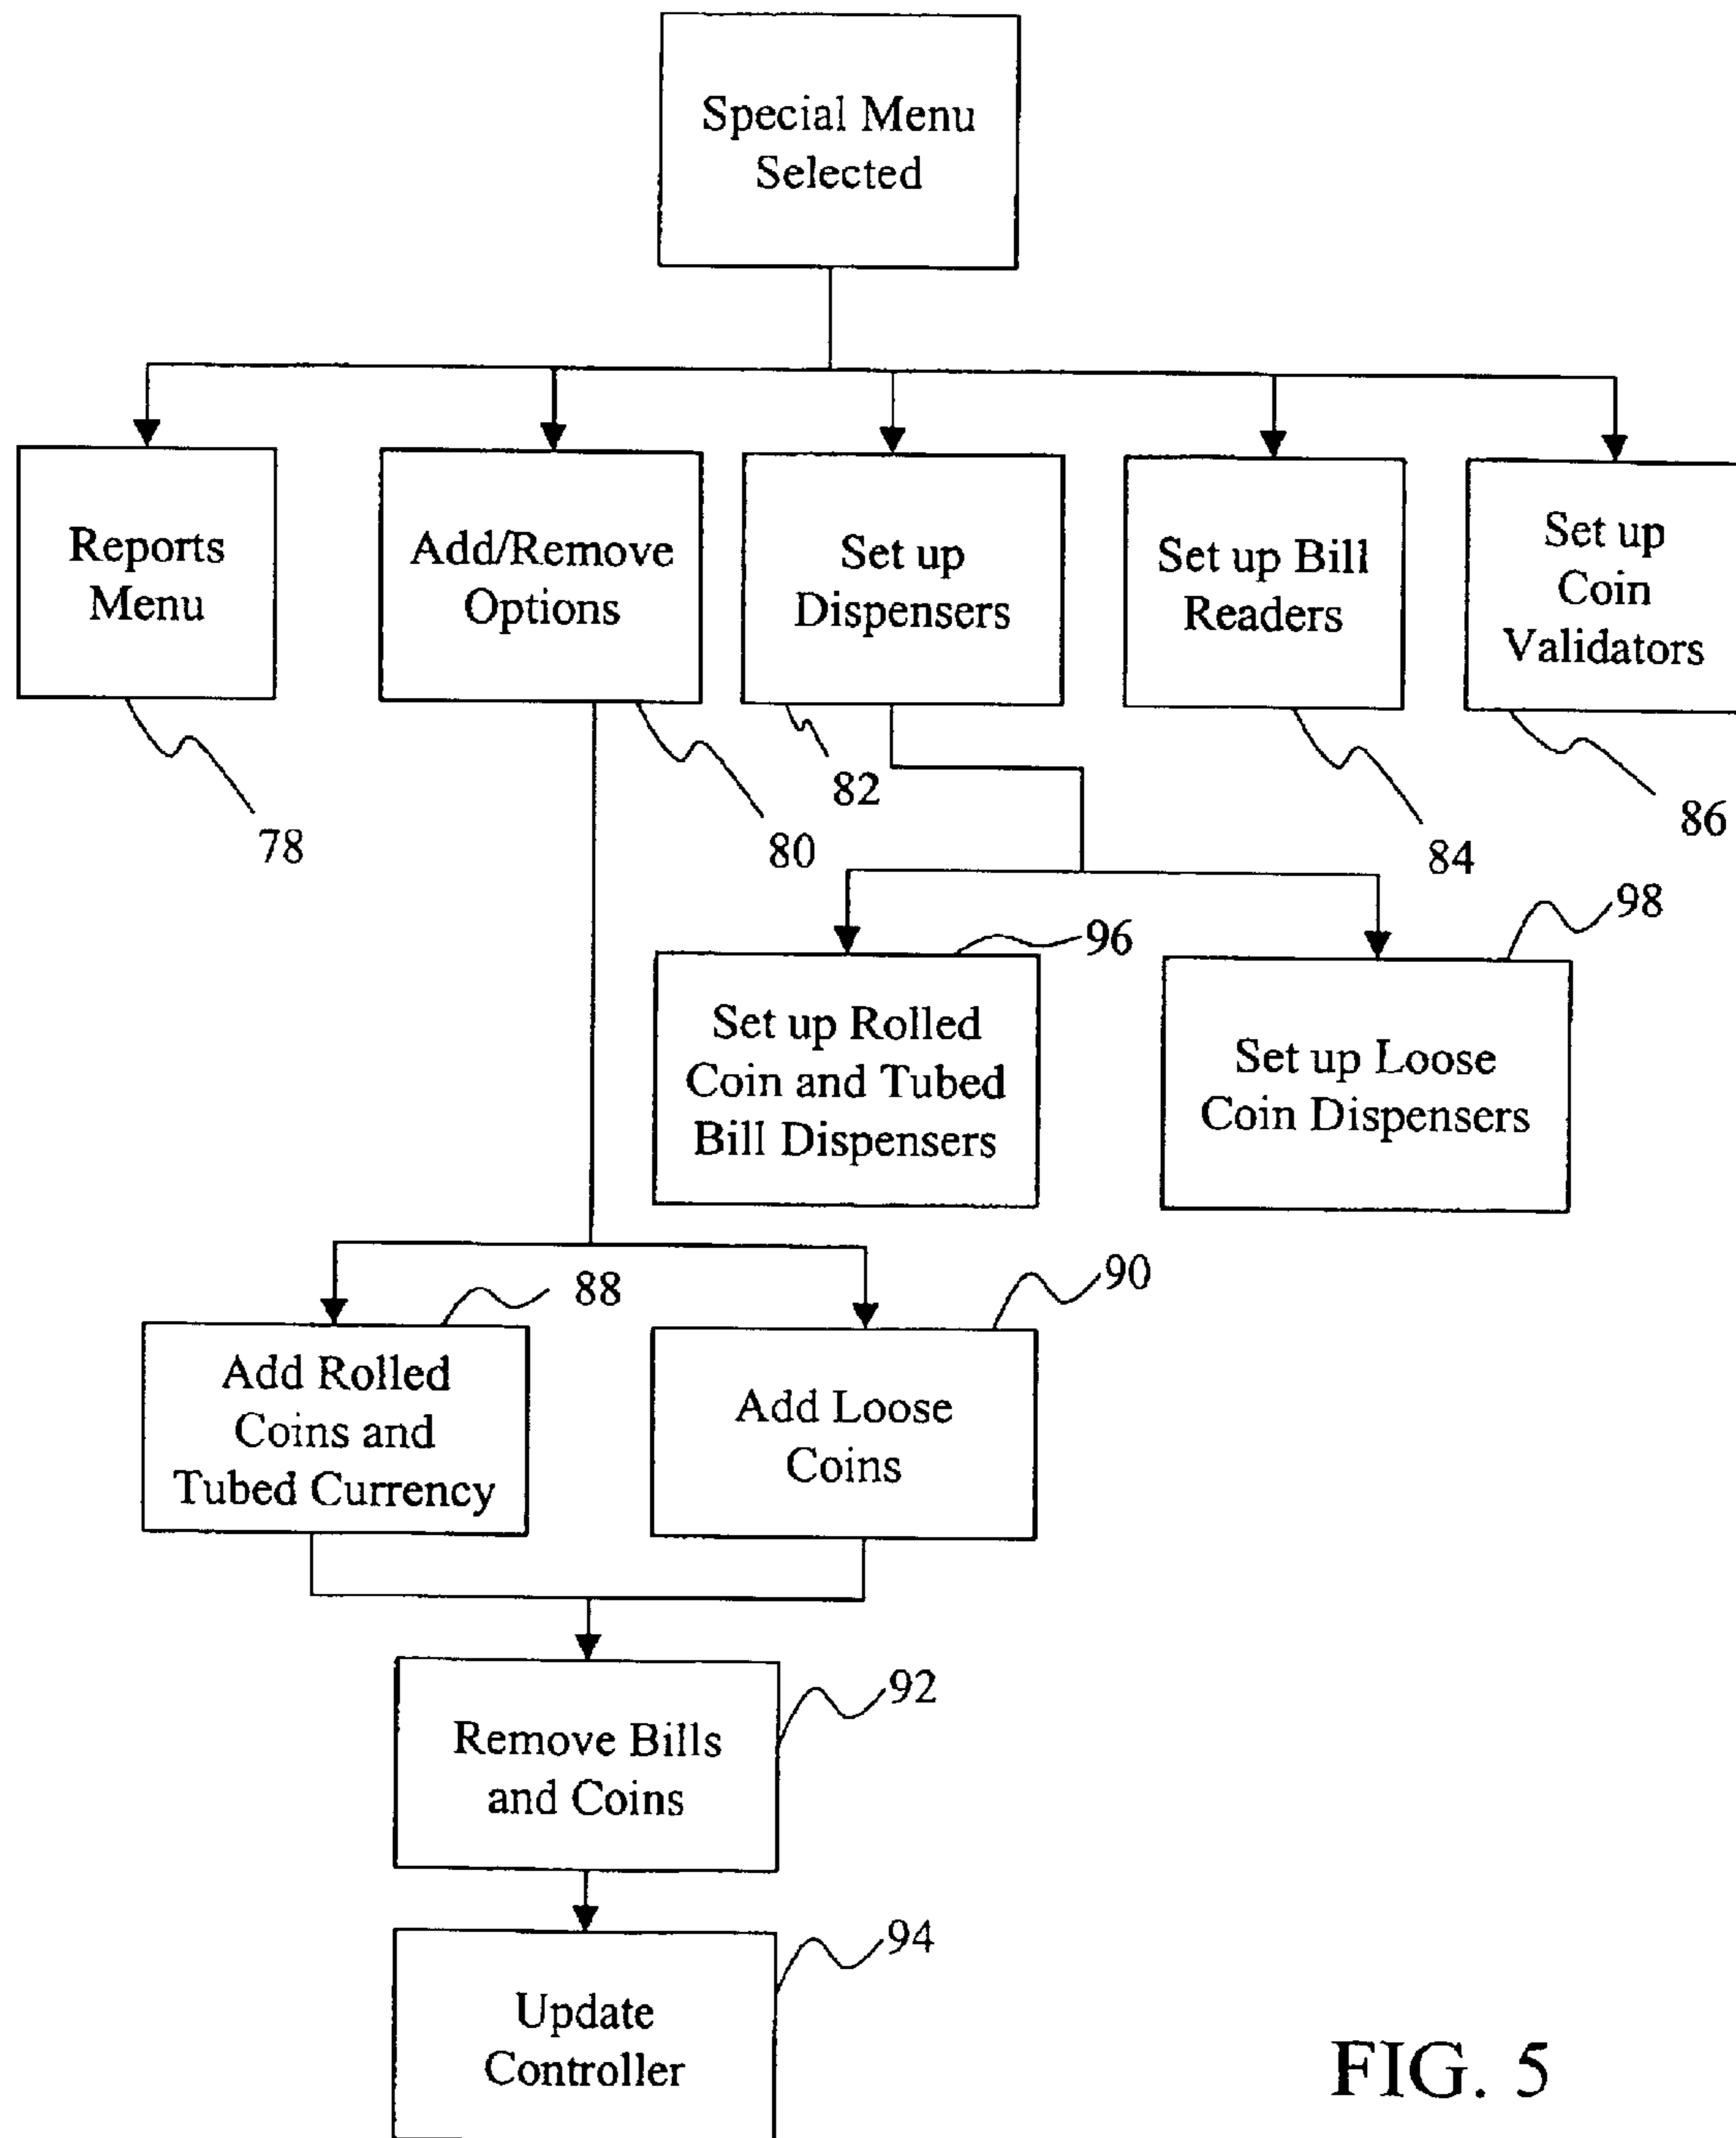 Special Menu
Selected
Reports
Menu
78
Add/Remove
Options
80
Set up
Dispensers
82
Set up Bill
Readers
84
Set up
Coin
Validators
86
96
Set up Rolled
Coin and Tubed
Bill Dispensers
98
Set up Loose
Coin Dispensers
88
Add Rolled
Coins and
Tubed Currency
90
Add Loose
Coins
92
Remove Bills
and Coins
94
Update
Controller
FIG. 5